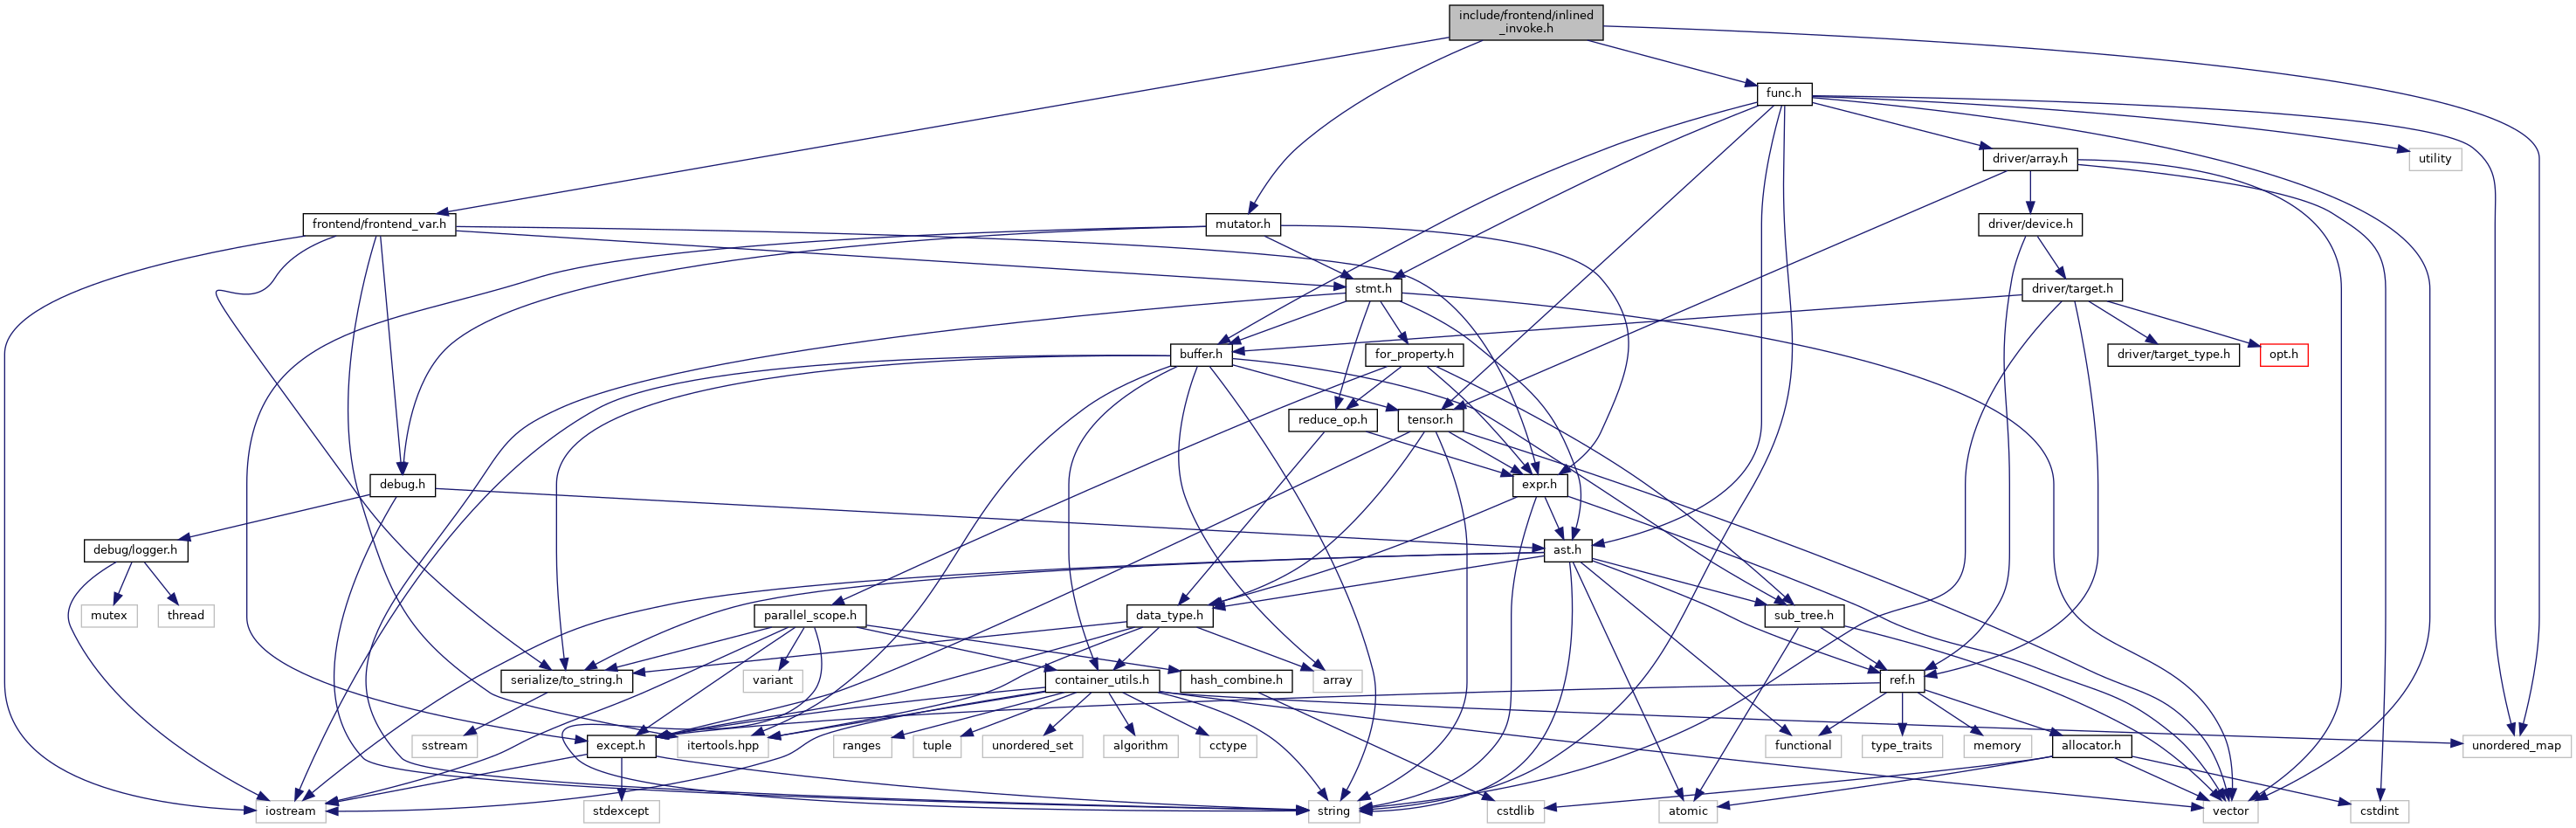 include/frontend/inlined
_invoke.h
func.h
driver/array.h
utility
frontend/frontend_var.h
mutator.h
driver/device.h
stmt.h
driver/target.h
buffer.h
for_property.h
driver/target_type.h
opt.h
reduce_op.h
tensor.h
debug.h
expr.h
debug/logger.h
ast.h
mutex
thread
parallel_scope.h
data_type.h
sub_tree.h
serialize/to_string.h
variant
container_utils.h
hash_combine.h
array
ref.h
sstream
except.h
itertools.hpp
ranges
tuple
unordered_set
algorithm
cctype
functional
type_traits
memory
allocator.h
unordered_map
iostream
stdexcept
string
cstdlib
atomic
vector
cstdint